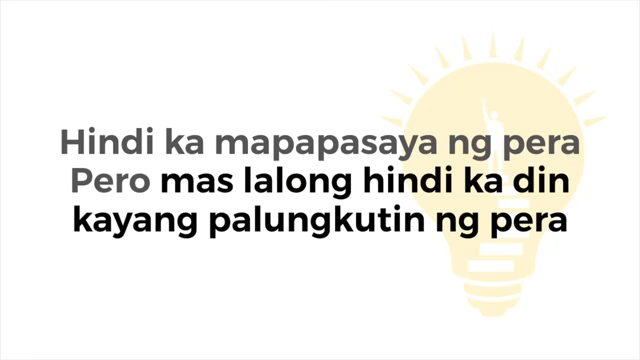 Hindi ka mapapasaya ng pera
Pero mas lalong hindi ka din
kayang palungkutin ng pera